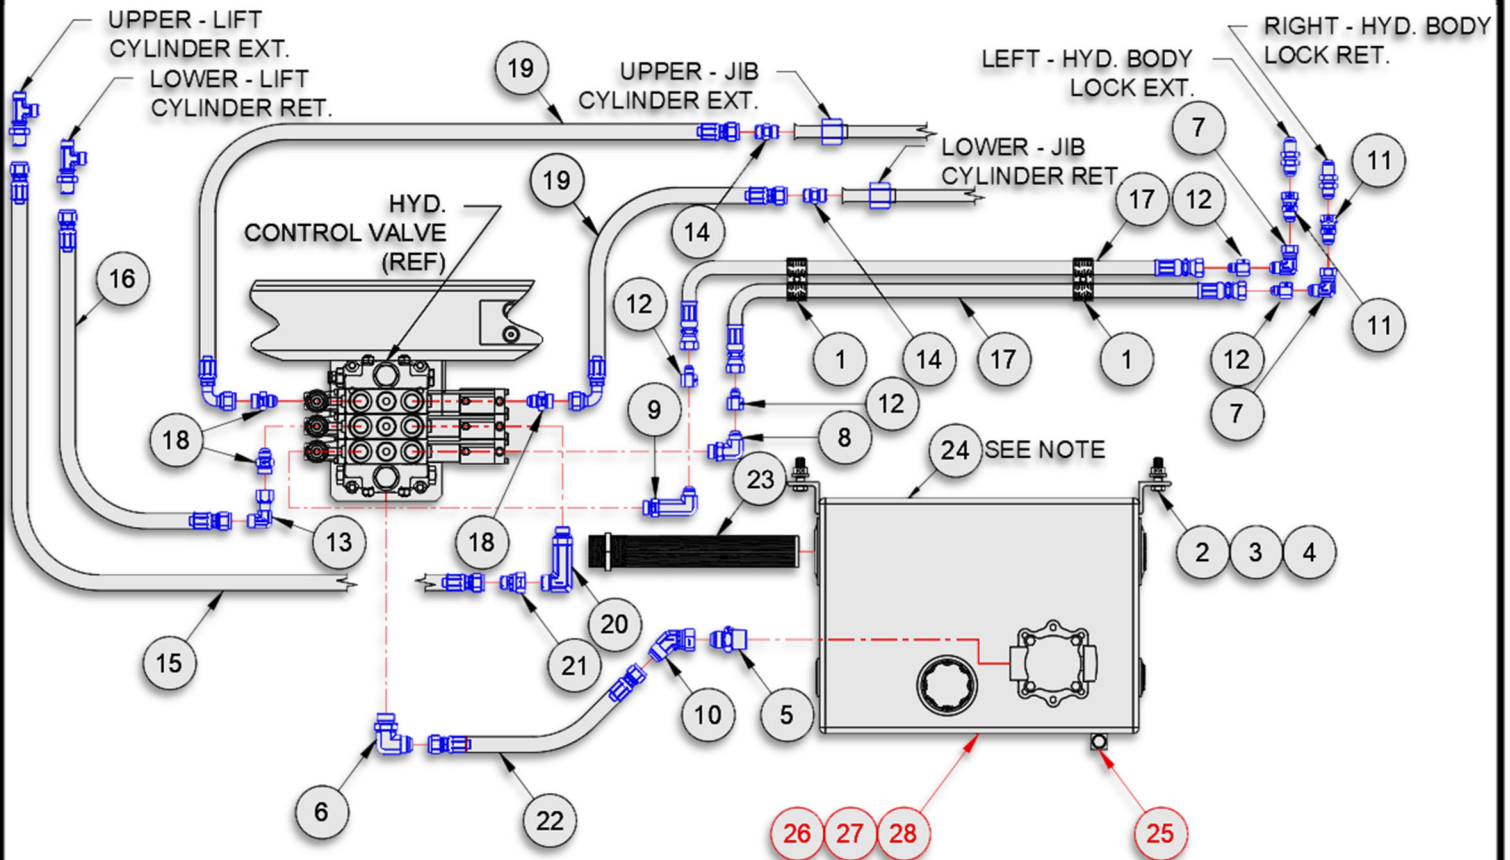 UPPER - LIFT
CYLINDER EXT.
LOWER - LIFT
CYLINDER RET.
19
UPPER - JIB
CYLINDER EXT.
LEFT - HYD. BODY
LOCK EXT.
RIGHT - HYD. BODY
LOCK RET.
7
14
LOWER - JIB
CYLINDER RET.
11
19
17
12
HYD.
CONTROL VALVE
(REF)
14
16
12
1
14
17
1
12
11
9
12
7
18
8
24
SEE NOTE
23
13
18
2
3
4
20
21
15
10
5
6
22
26
27
28
25